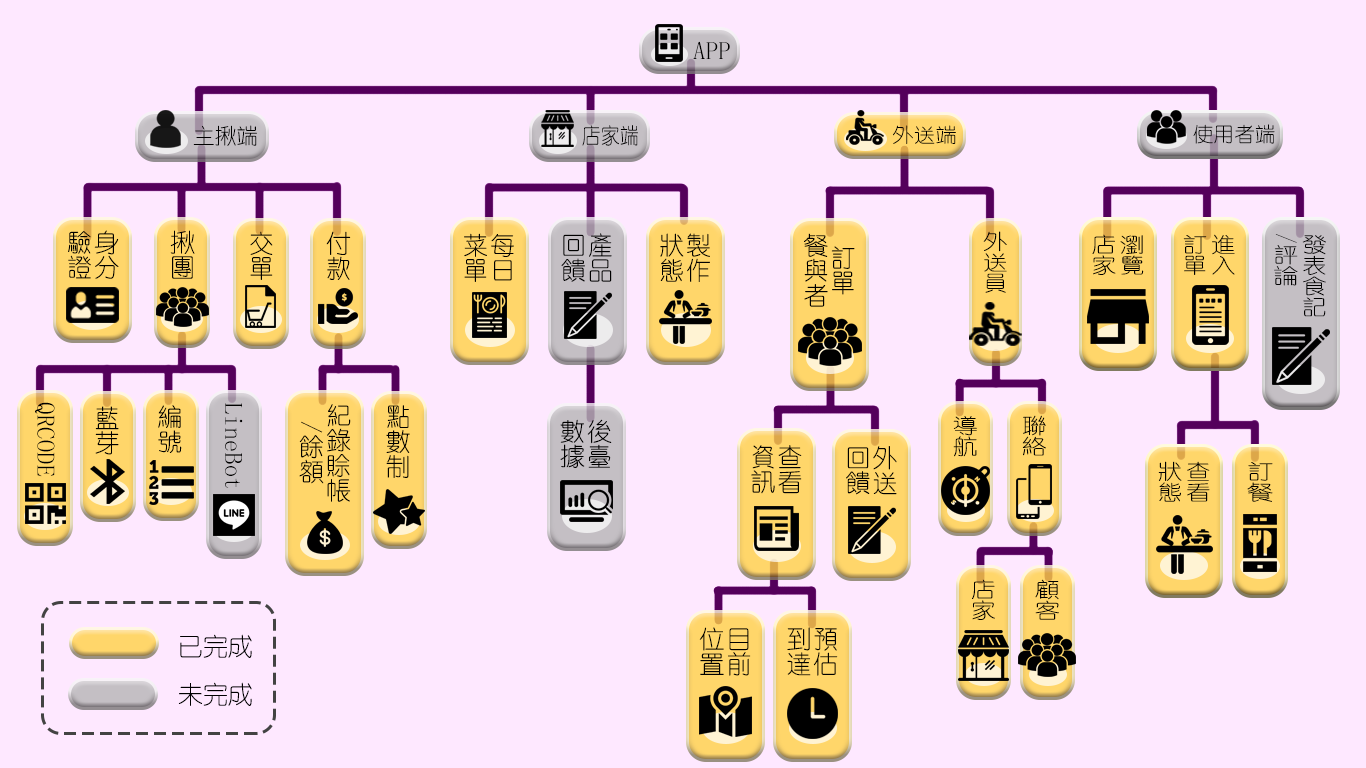 APP
主揪端
店家端
外送端
使用者端
身分
驗證
揪
團
交
單
付
款
每日
菜單
產品
回饋
製作
狀態
訂單
參與者
外
送
員
瀏覽
店家
進入
訂單
發表食記
/評論
QRCODE
藍
芽
編
號
LineBot
LINE
1
2
3
紀錄賒帳
/餘額
點
數
制
後臺
數據
查看
資訊
外送
回饋
導
航
聯
絡
查看
狀態
訂
餐
店
家
顧
客
目前
位置
預估
到達
已完成
未完成